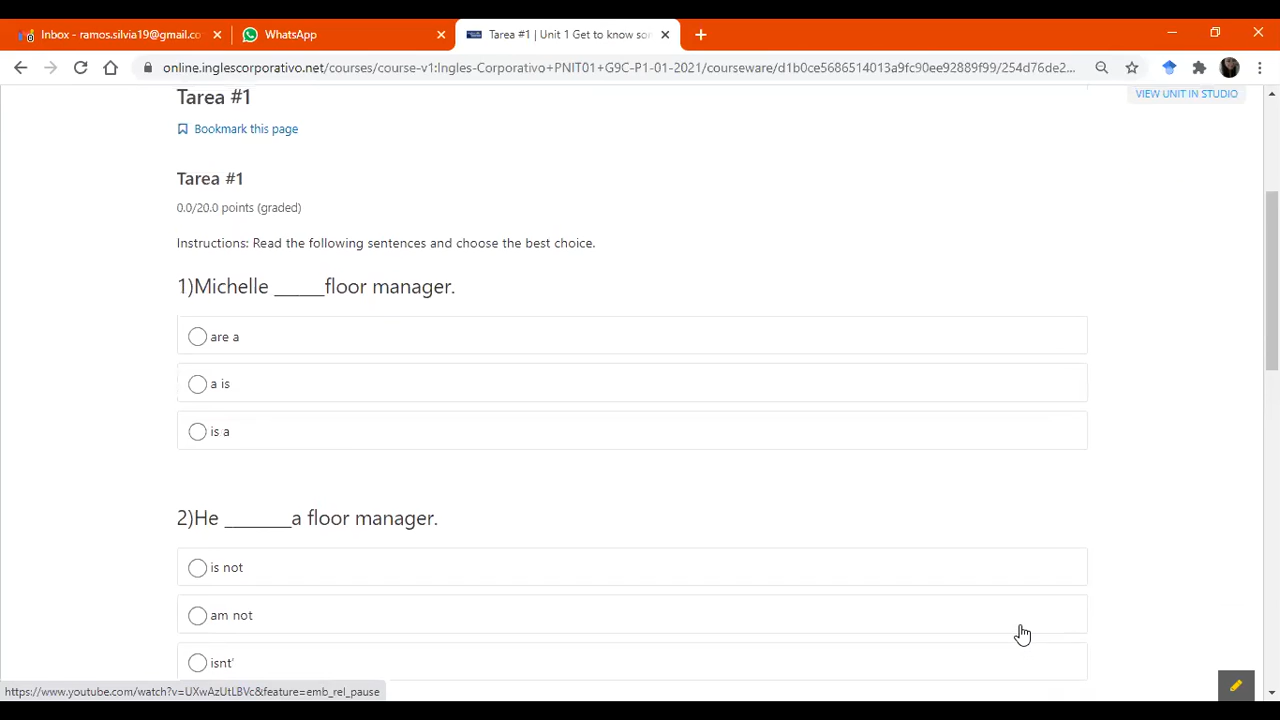 Inbox - ramos.silvia19@gmail.co
WhatsApp
Tarea #1 | Unit 1 Get to know so
online.inglescorporativo.net/courses/course-v1:Ingles-Corporativo+PNIT01+G9C-P1-01-2021/courseware/d1b0ce5686514013a9fc90ee92889f99/254d76de2...
Tarea #1
VIEW UNIT IN STUDIO
Bookmark this page
Tarea #1
0.0/20.0 points (graded)
Instructions: Read the following sentences and choose the best choice.
1)Michelle ______floor manager.
are a
a is
is a
2)He ________a floor manager.
is not
am not
isnt'
https://www.youtube.com/watch?v=UXwAzUtLBVc&feature=emb_rel_pause